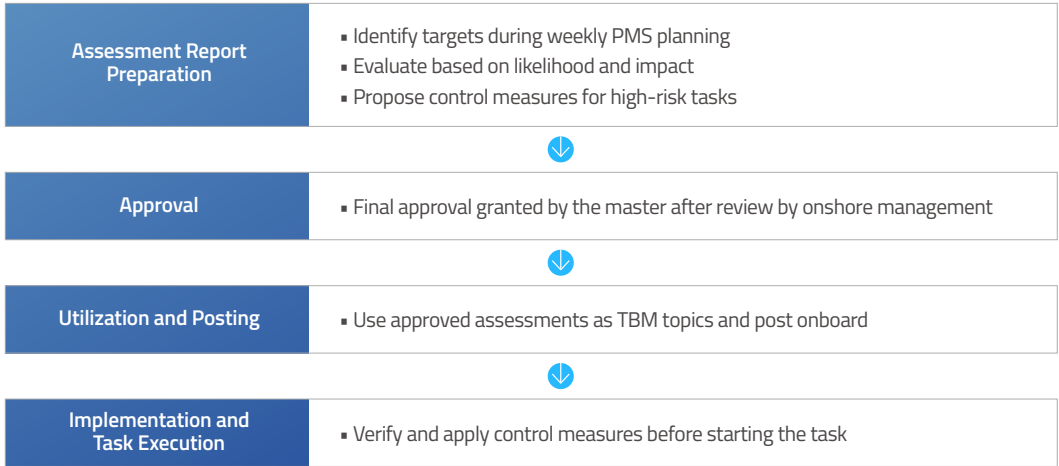 Assessment Report
Preparation
▪ Identify targets during weekly PMS planning
▪ Evaluate based on likelihood and impact
▪ Propose control measures for high-risk tasks
Approval
▪ Final approval granted by the master after review by onshore management
Utilization and Posting
▪ Use approved assessments as TBM topics and post onboard
Implementation and
Task Execution
▪ Verify and apply control measures before starting the task